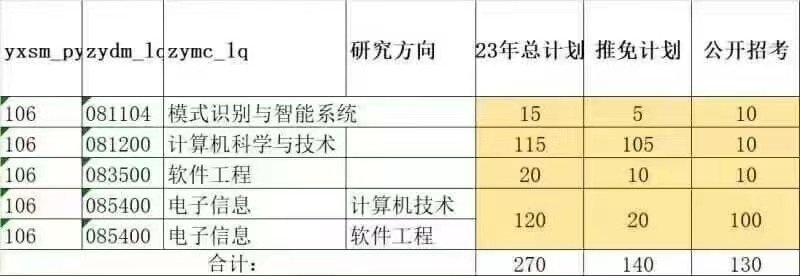 yxsm_py zydm_lq zymc_lq 研究方向 23年总计划 推免计划 公开招考
106 081104 模式识别与智能系统 15 5 10
106 081200 计算机科学与技术 115 105 10
106 083500 软件工程 20 10 10
106 085400 电子信息 计算机技术 120 20 100
106 085400 电子信息 软件工程
合计： 270 140 130